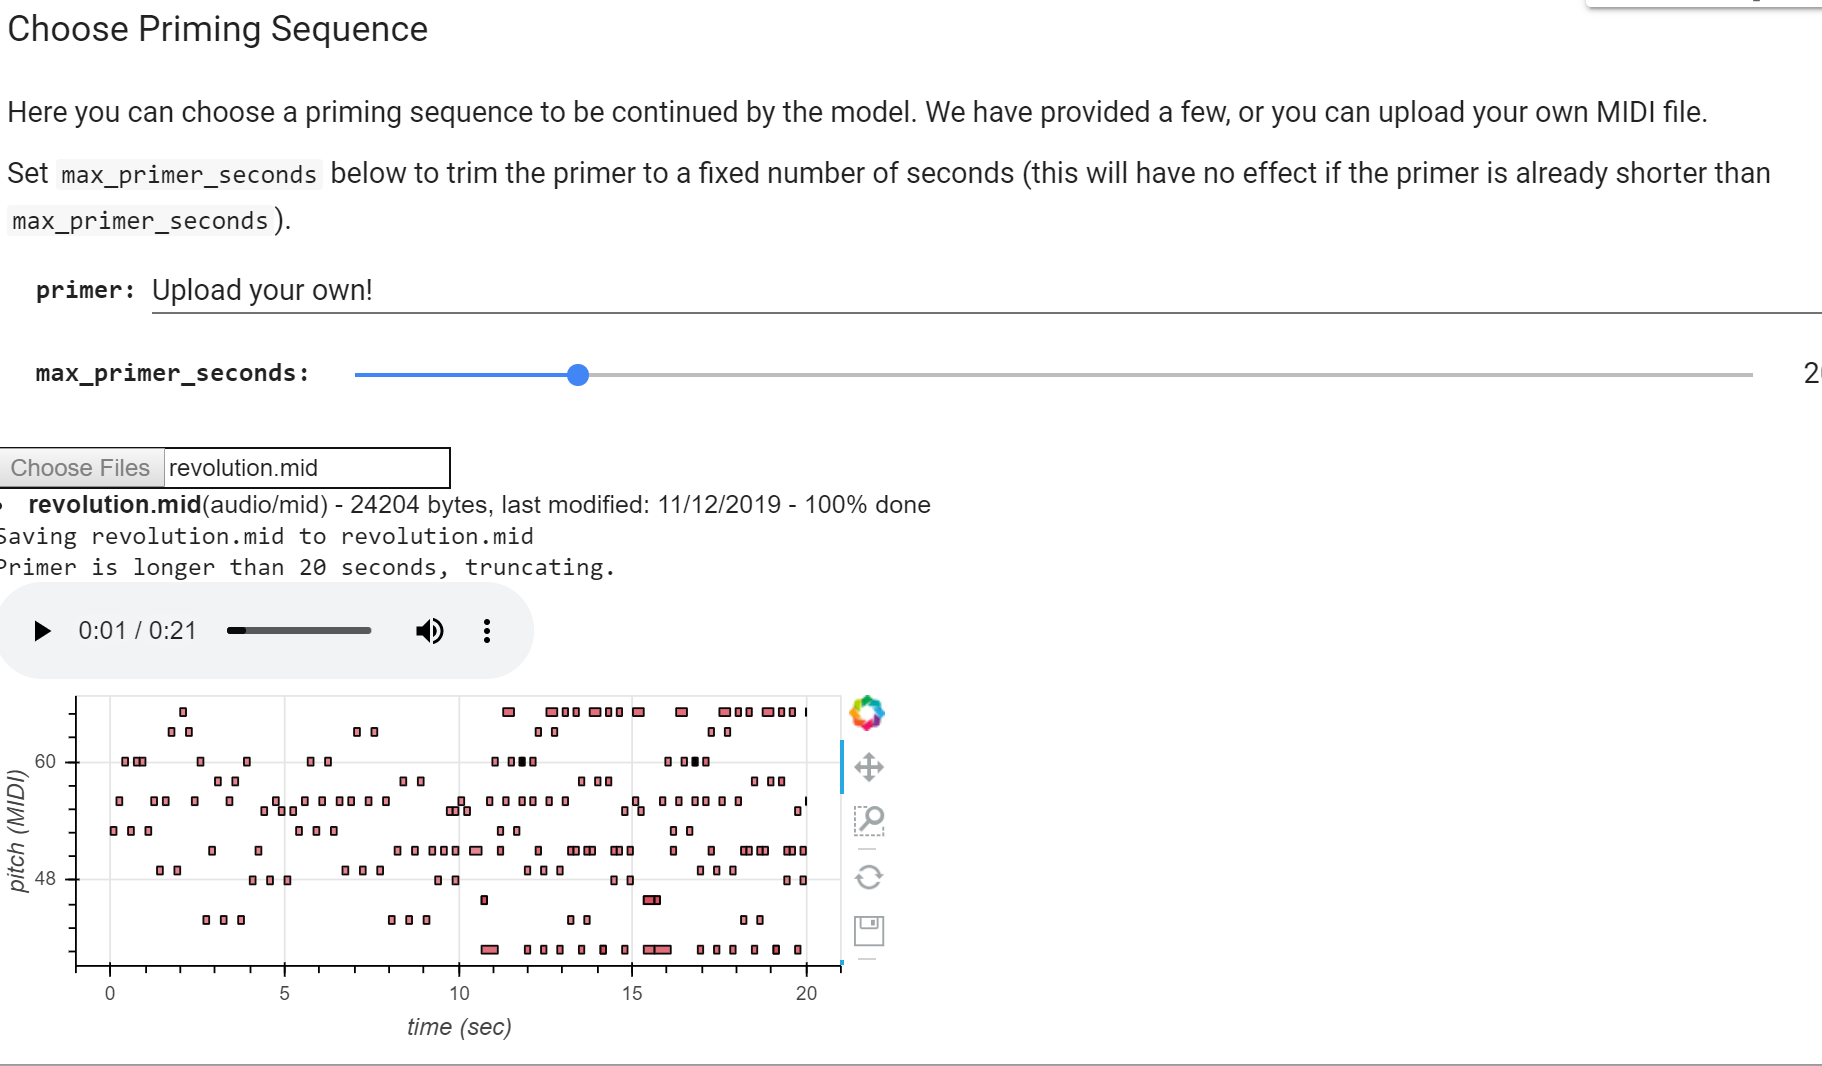 Choose Priming Sequence
Here you can choose a priming sequence to be continued by the model. We have provided a few, or you can upload your own MIDI file.
Set max_primer_seconds below to trim the primer to a fixed number of seconds (this will have no effect if the primer is already shorter than
max_primer_seconds ).
primer: Upload your own!
max_primer_seconds:
Choose Files revolution.mid
revolution.mid(audio/mid) - 24204 bytes, last modified: 11/12/2019 - 100% done
Saving revolution.mid to revolution.mid
Primer is longer than 20 seconds, truncating.
0:01 / 0:21
60
48
pitch (MIDI)
0 5 10 15 20
time (sec)